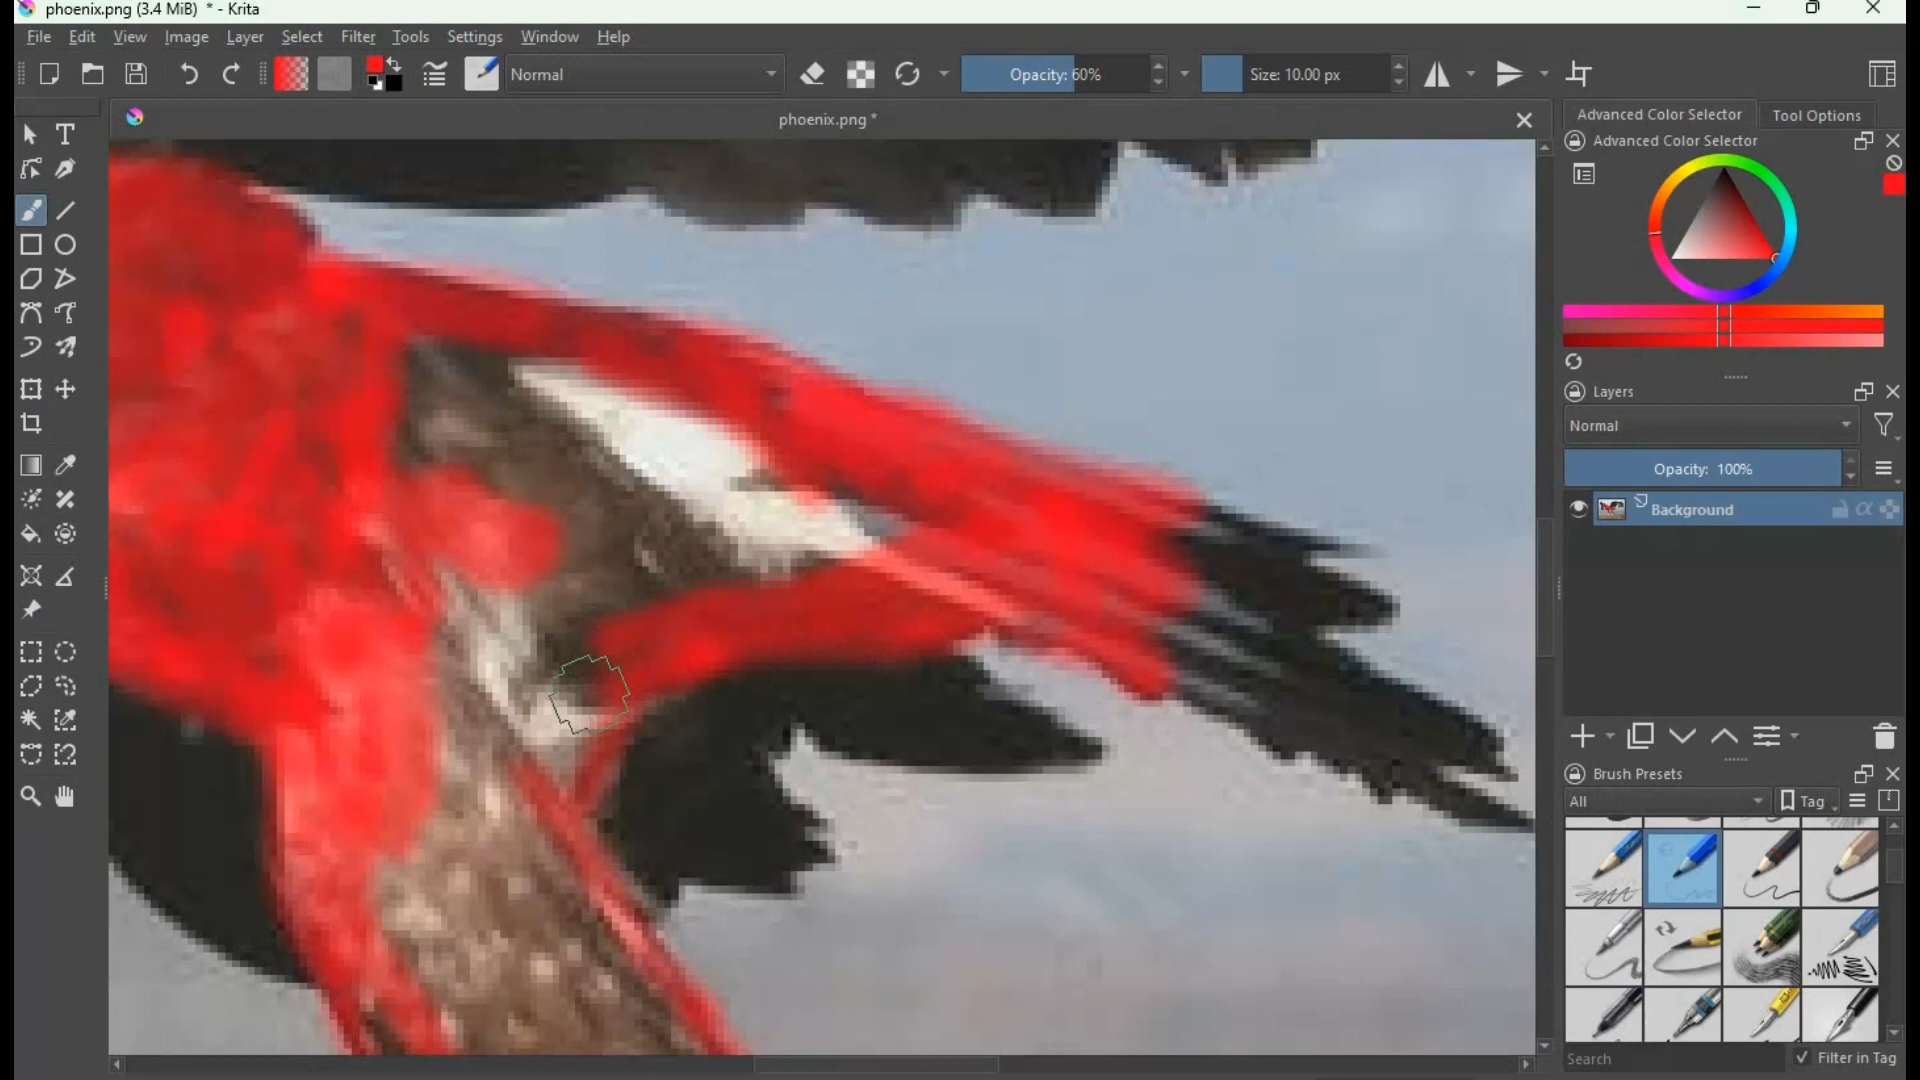 phoenix.png (3.4 MiB) * - Krita
File Edit View Image Layer Select Filter Tools Settings Window Help
Normal
Opacity: 60%
Size: 10.00 px
phoenix.png *
Advanced Color Selector
Tool Options
Advanced Color Selector
Layers
Normal
Opacity: 100%
Background
Brush Presets
All
Tag
Search
Filter in Tag